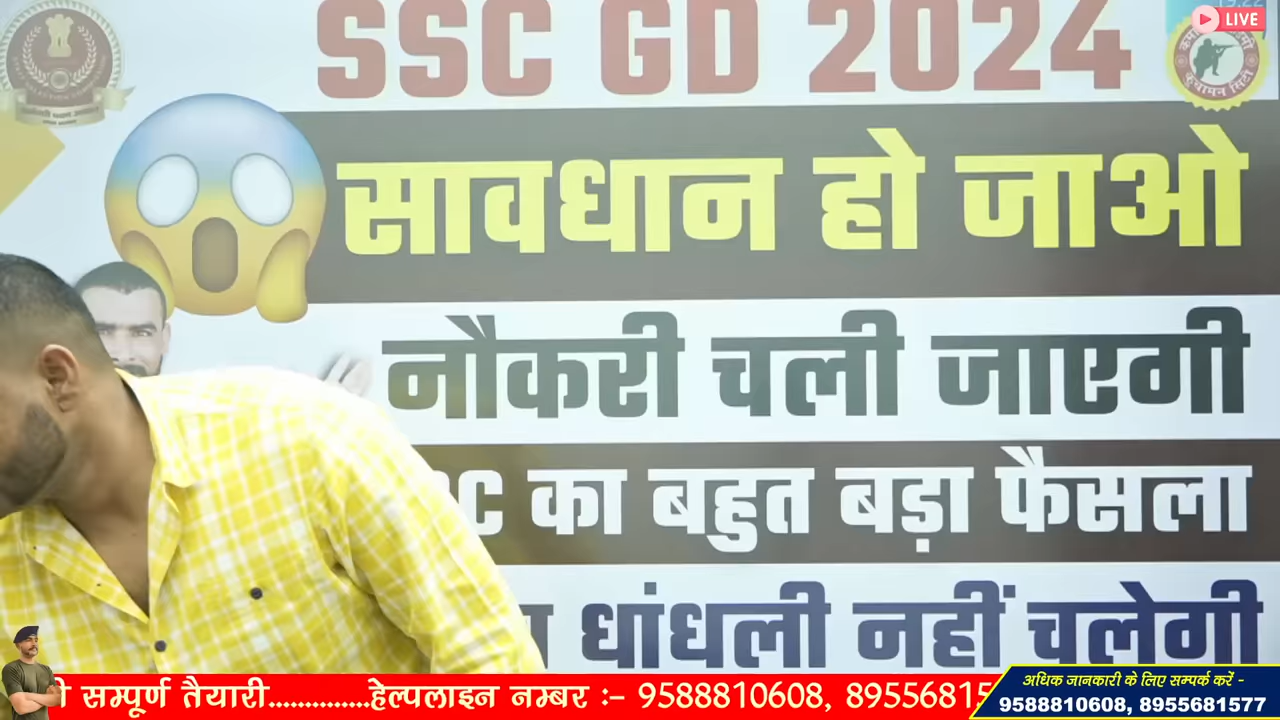 SSC GD 2024
LIVE
सावधान हो जाओ
नौकरी चली जाएगी
का बहुत बड़ा फैसला
धांधली नहीं चलेगी
सम्पूर्ण तैयारी...............हेल्पलाइन नम्बर :- 9588810608,
अधिक जानकारी के लिए सम्पर्क करें -
9588810608, 8955681577